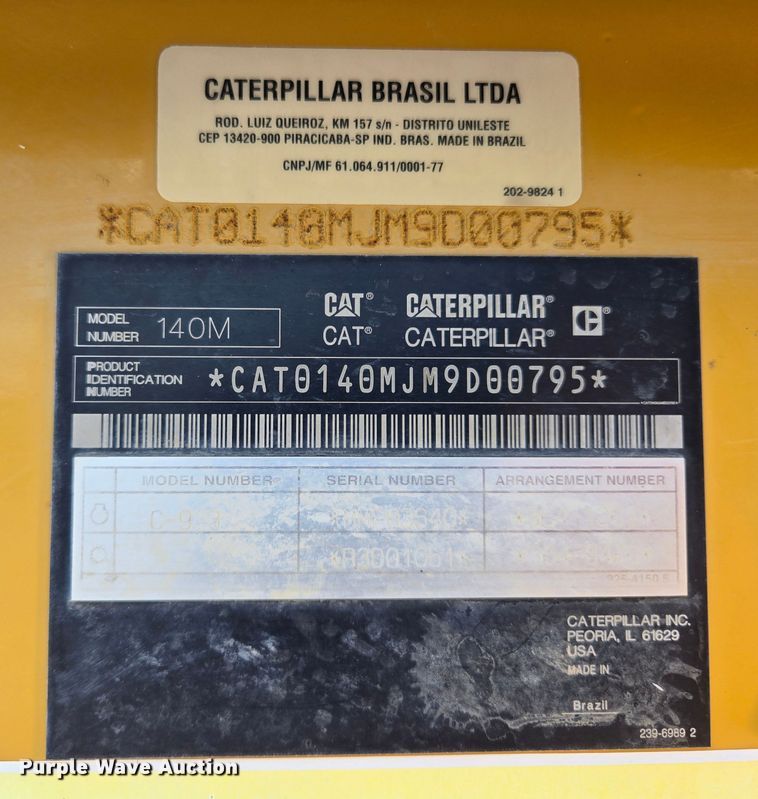 CATERPILLAR BRASIL LTDA
ROD. LUIZ QUEIROZ, KM 157 s/n - DISTRITO UNILESTE
CEP 13420-900 PIRACICABA-SP IND. BRAS. MADE IN BRAZIL
CNPJ/MF 61.064.911/0001-77
202-9824 1
*CAT0140MJM9D00795*
CAT® CATERPILLAR® C®
CAT® CATERPILLAR®
MODEL NUMBER 140M
PRODUCT IDENTIFICATION NUMBER *CAT0140MJM9D00795*
MODEL NUMBER SERIAL NUMBER ARRANGEMENT NUMBER
CATERPILLAR INC.
PEORIA, IL 61629
USA
MADE IN
Brazil
239-6989 2
Purple Wave Auction